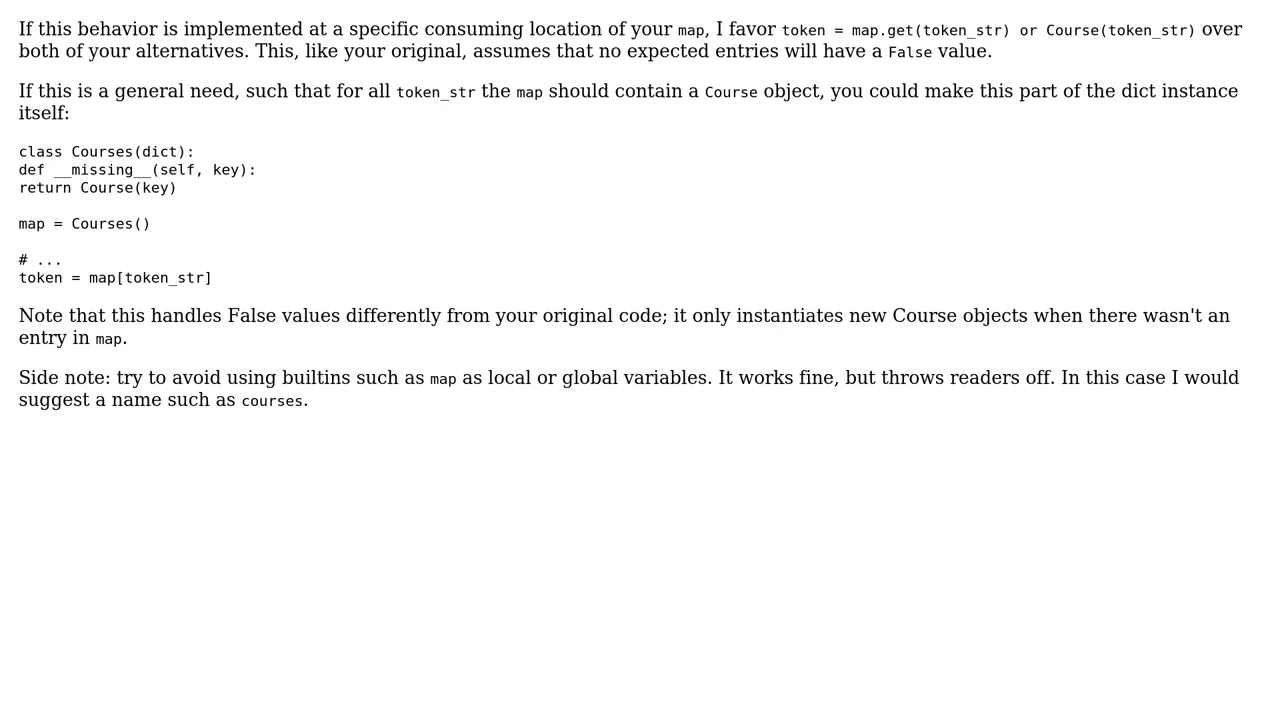 If this behavior is implemented at a specific consuming location of your map, I favor token = map.get(token_str) or Course(token_str) over
both of your alternatives. This, like your original, assumes that no expected entries will have a False value.
If this is a general need, such that for all token_str the map should contain a Course object, you could make this part of the dict instance
itself:
class Courses(dict):
def __missing__(self, key):
return Course(key)
map = Courses()
# ...
token = map[token_str]
Note that this handles False values differently from your original code; it only instantiates new Course objects when there wasn't an
entry in map.
Side note: try to avoid using builtins such as map as local or global variables. It works fine, but throws readers off. In this case I would
suggest a name such as courses.